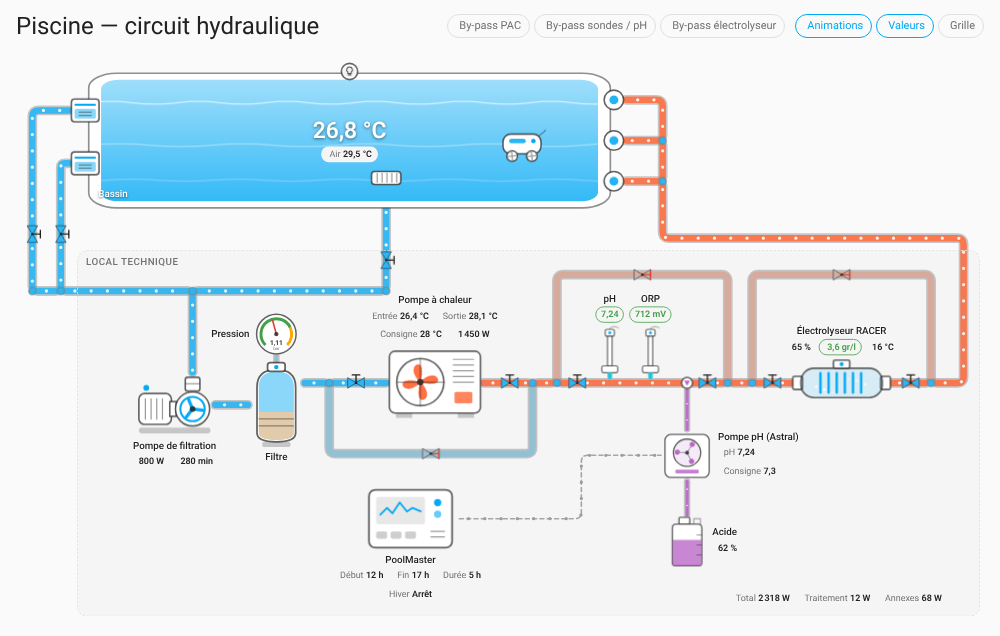 Piscine — circuit hydraulique
By-pass PAC
By-pass sondes / pH
By-pass électrolyseur
Animations
Valeurs
Grille
26,8 °C
Air 29,5 °C
Bassin
LOCAL TECHNIQUE
Pompe à chaleur
Entrée 26,4 °C Sortie 28,1 °C
Consigne 28 °C 1 450 W
pH
7,24
ORP
712 mV
Pression
1,11
bar
Électrolyseur RACER
65 % 3,6 gr/l 16 °C
Pompe de filtration
800 W 280 min
Filtre
Pompe pH (Astral)
pH 7,24
Consigne 7,3
PoolMaster
Début 12 h Fin 17 h Durée 5 h
Hiver Arrêt
Acide
62 %
Total 2 318 W Traitement 12 W Annexes 68 W